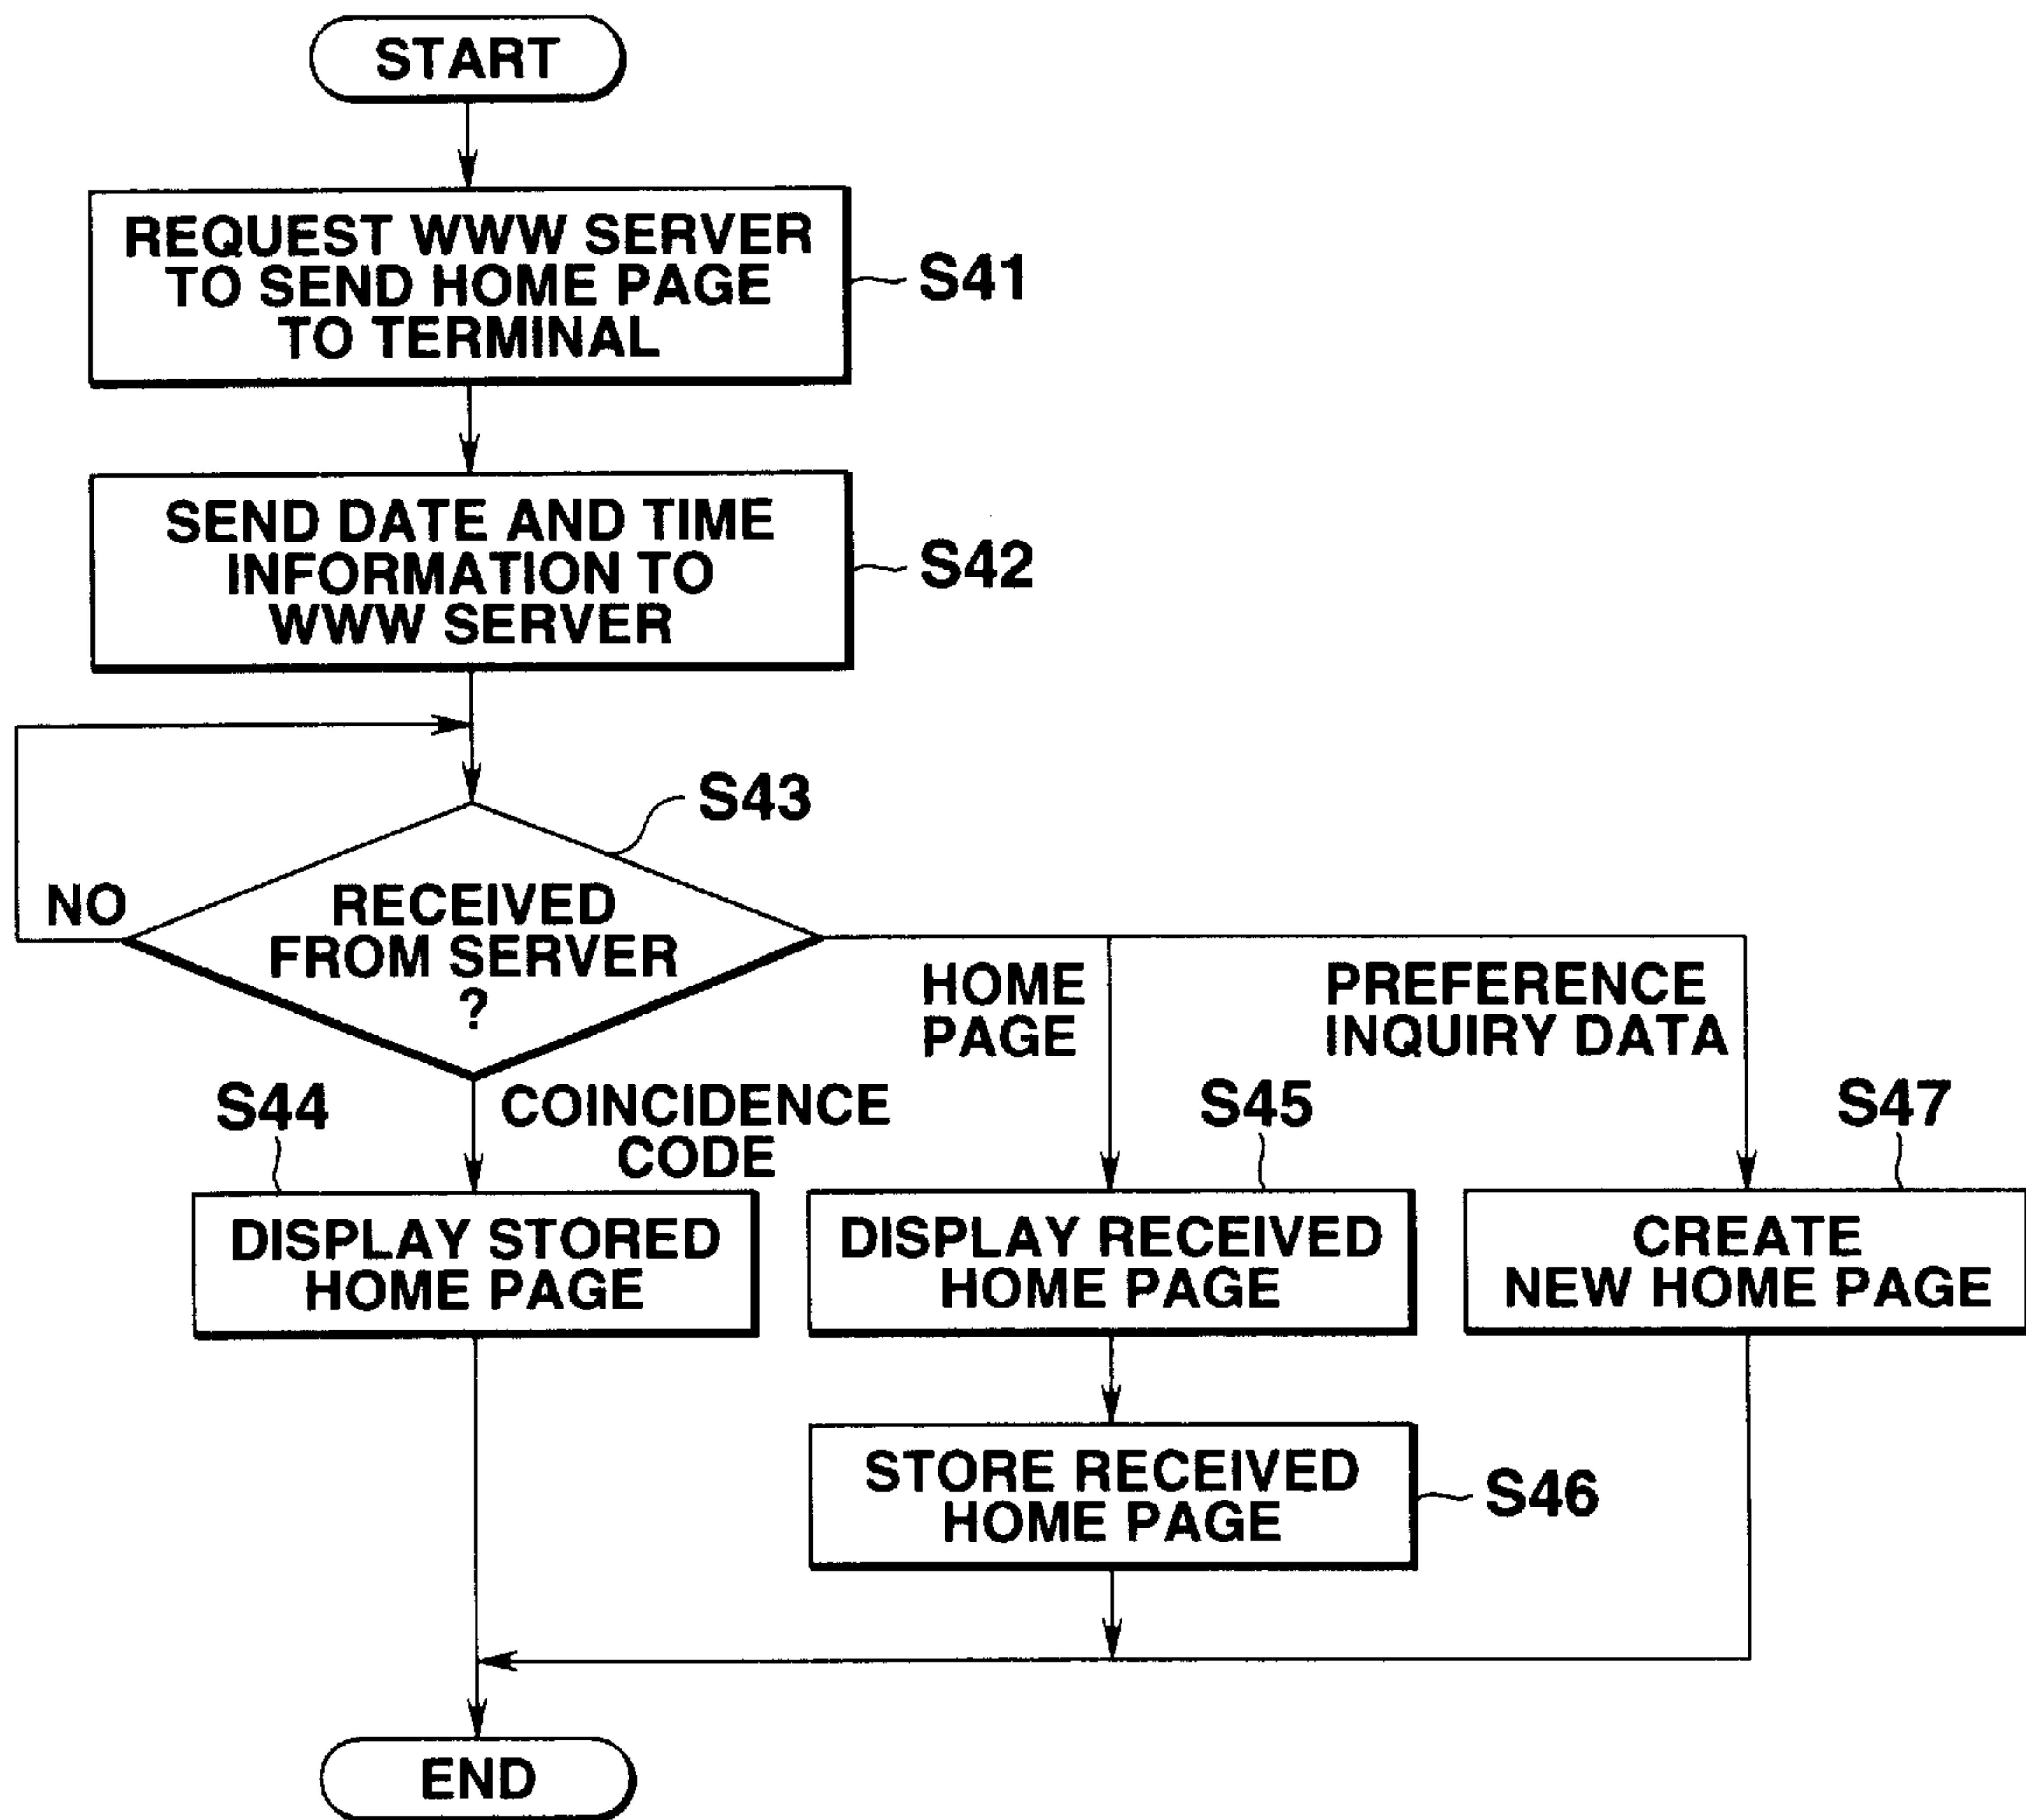 START
REQUEST WWW SERVER
TO SEND HOME PAGE
TO TERMINAL
S41
SEND DATE AND TIME
INFORMATION TO
WWW SERVER
S42
S43
NO
RECEIVED
FROM SERVER
?
HOME
PAGE
PREFERENCE
INQUIRY DATA
S44
COINCIDENCE
CODE
S45
S47
DISPLAY STORED
HOME PAGE
DISPLAY RECEIVED
HOME PAGE
CREATE
NEW HOME PAGE
STORE RECEIVED
HOME PAGE
S46
END